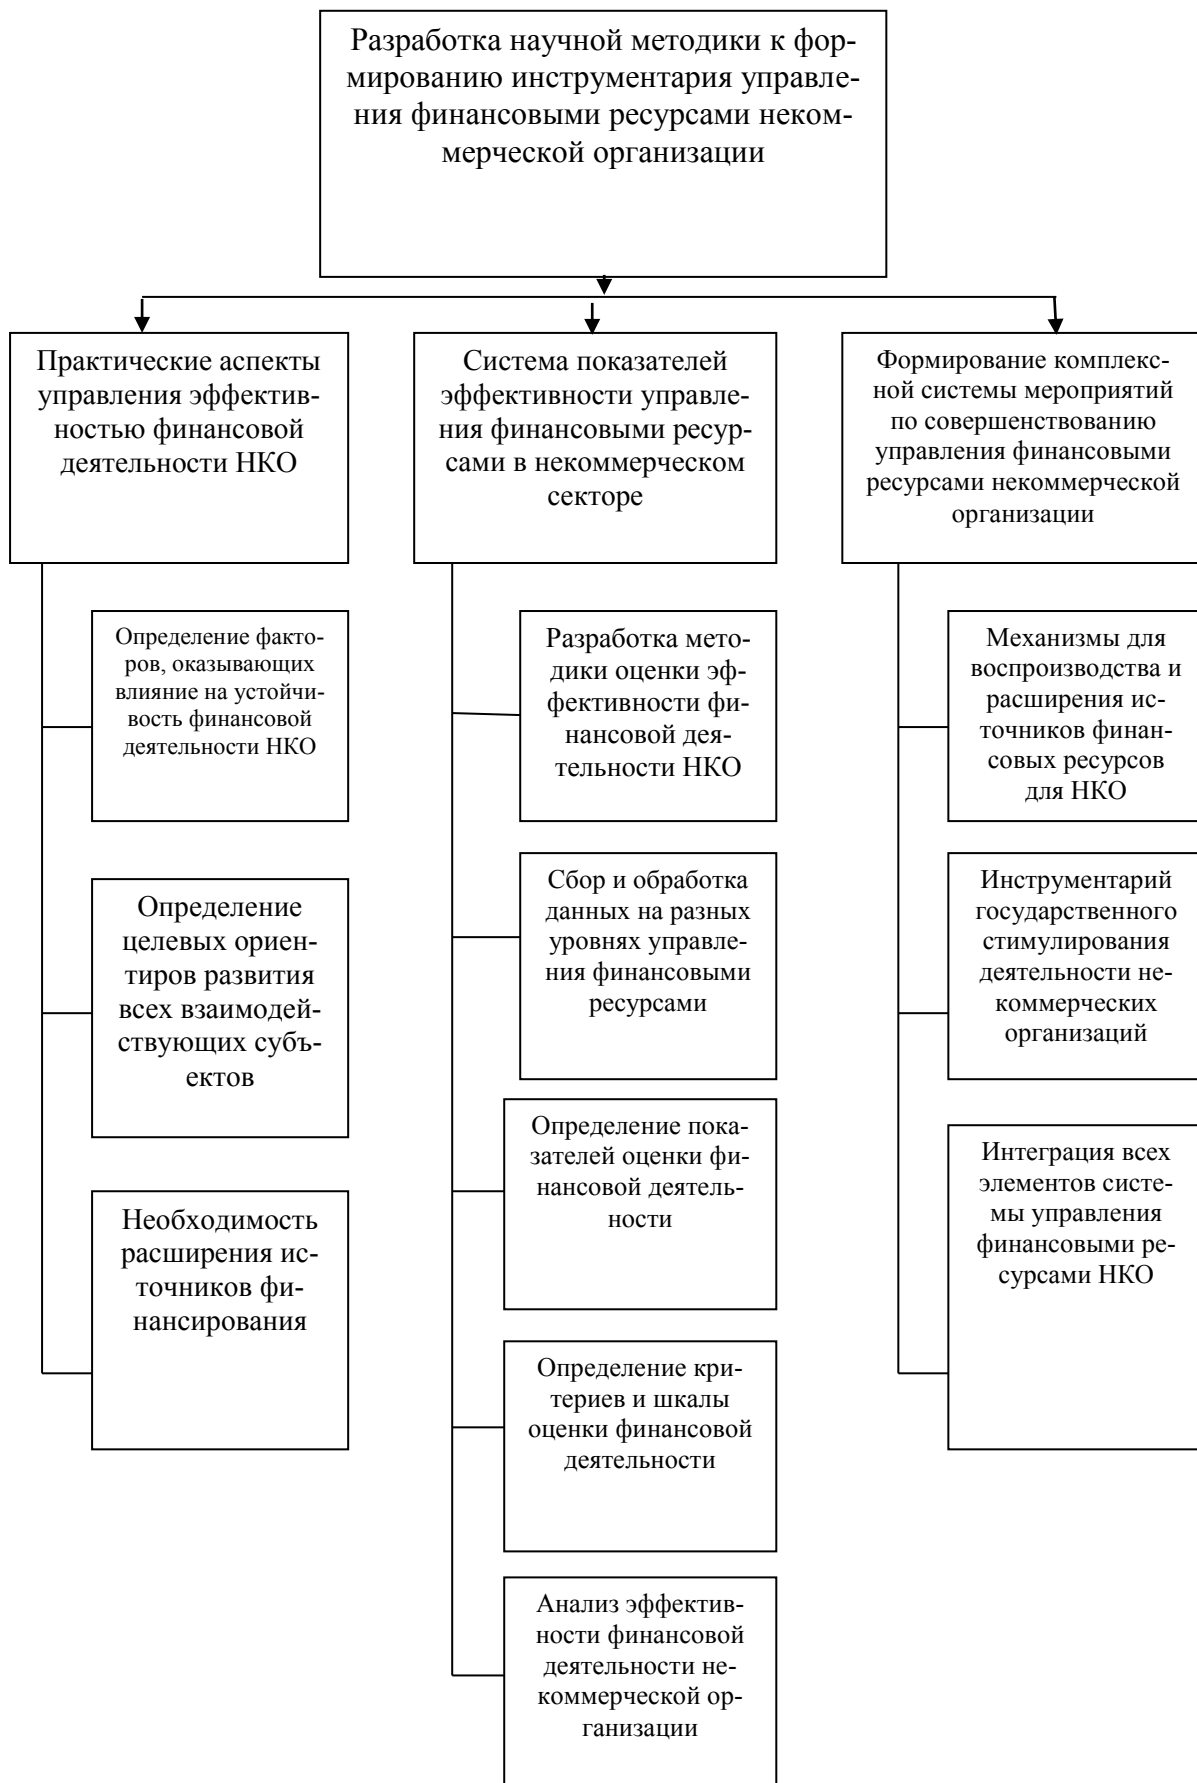 Разработка научной методики к фор-
мированию инструментария управле-
ния финансовыми ресурсами неком-
мерческой организации
Практические аспекты
управления эффектив-
ностью финансовой
деятельности НКО
Система показателей
эффективности управле-
ния финансовыми ресур-
сами в некоммерческом
секторе
Формирование комплекс-
ной системы мероприятий
по совершенствованию
управления финансовыми
ресурсами некоммерческой
организации
Определение факто-
ров, оказывающих
влияние на устойчи-
вость финансовой
деятельности НКО
Определение
целевых ориен-
тиров развития
всех взаимодей-
ствующих субъ-
ектов
Необходимость
расширения ис-
точников фи-
нансирования
Разработка мето-
дики оценки эф-
фективности фи-
нансовой дея-
тельности НКО
Сбор и обработка
данных на разных
уровнях управле-
ния финансовыми
ресурсами
Определение пока-
зателей оценки фи-
нансовой деятель-
ности
Определение кри-
териев и шкалы
оценки финансовой
деятельности
Анализ эффектив-
ности финансовой
деятельности не-
коммерческой ор-
ганизации
Механизмы для
воспроизводства и
расширения ис-
точников финан-
совых ресурсов
для НКО
Инструментарий
государственного
стимулирования
деятельности не-
коммерческих
организаций
Интеграция всех
элементов систе-
мы управления
финансовыми ре-
сурсами НКО